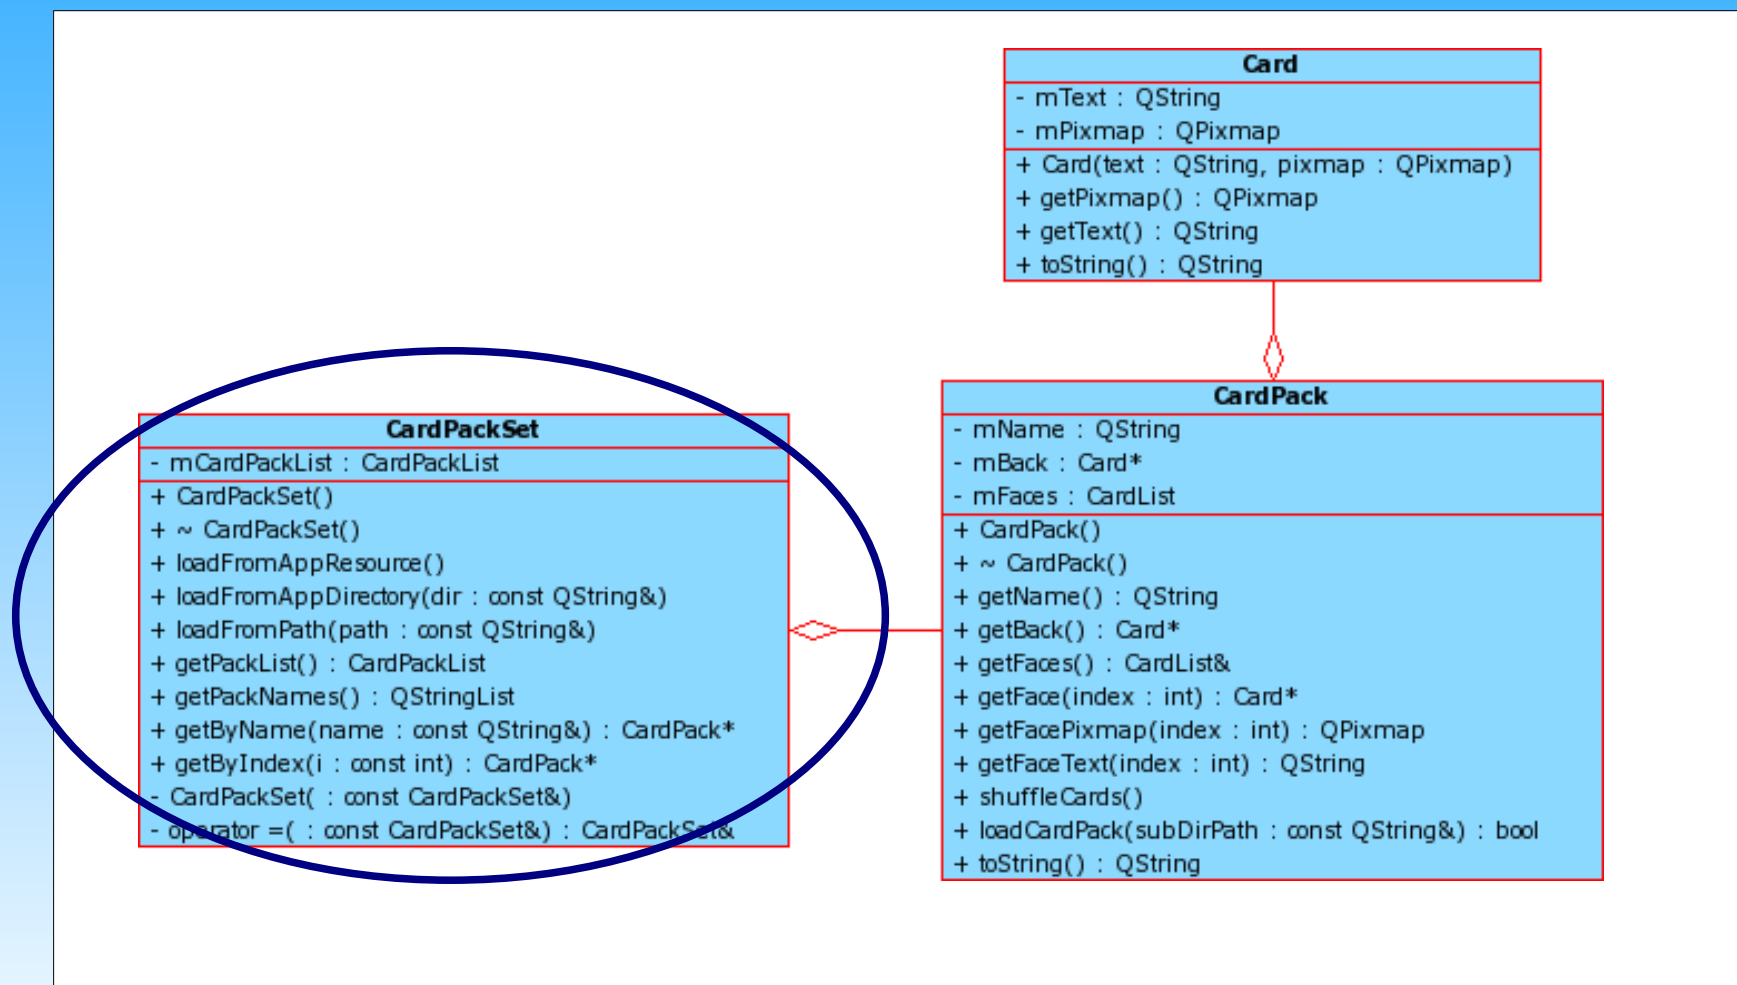 Card
- mText : QString
- mPixmap : QPixmap
+ Card(text : QString, pixmap : QPixmap)
+ getPixmap() : QPixmap
+ getText() : QString
+ toString() : QString
CardPackSet
- mCardPackList : CardPackList
+ CardPackSet()
+ ~ CardPackSet()
+ loadFromAppResource()
+ loadFromAppDirectory(dir : const QString&)
+ loadFromPath(path : const QString&)
+ getPackList() : CardPackList
+ getPackNames() : QStringList
+ getByName(name : const QString&) : CardPack*
+ getByIndex(i : const int) : CardPack*
- CardPackSet( : const CardPackSet&)
- operator =( : const CardPackSet&) : CardPackSet&
CardPack
- mName : QString
- mBack : Card*
- mFaces : CardList
+ CardPack()
+ ~ CardPack()
+ getName() : QString
+ getBack() : Card*
+ getFaces() : CardList&
+ getFace(index : int) : Card*
+ getFacePixmap(index : int) : QPixmap
+ getFaceText(index : int) : QString
+ shuffleCards()
+ loadCardPack(subDirPath : const QString&) : bool
+ toString() : QString